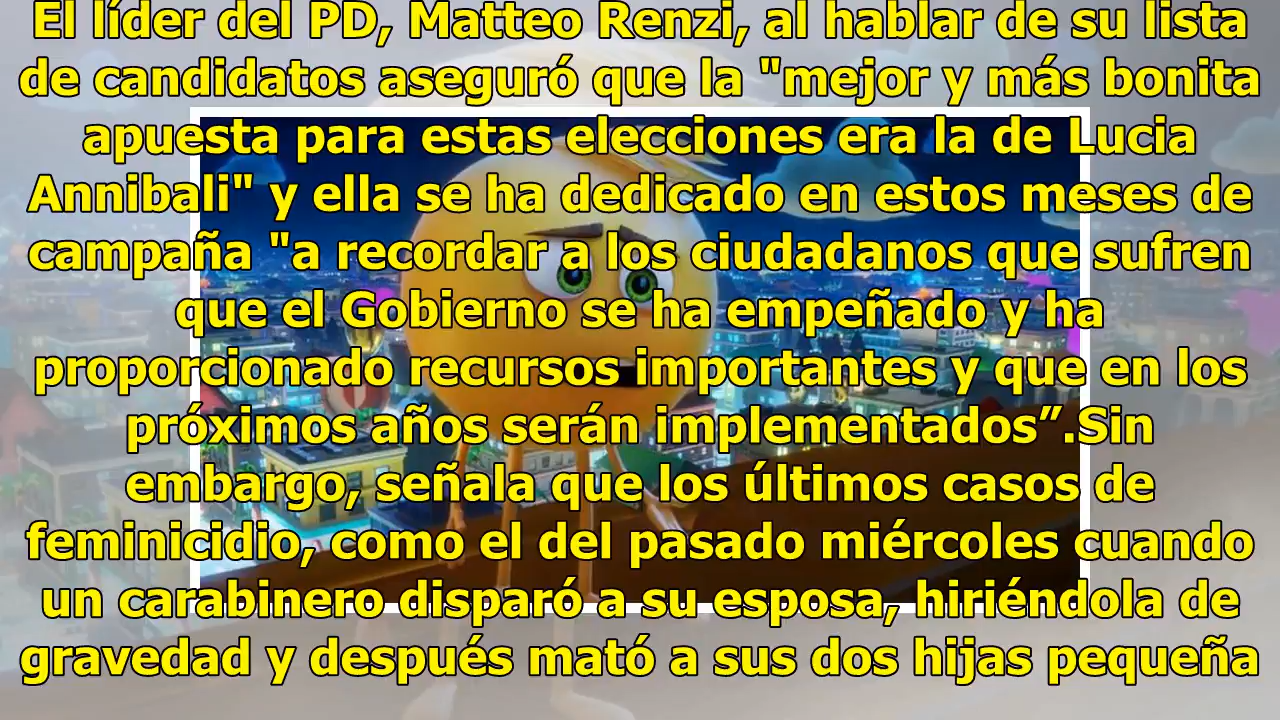 El líder del PD, Matteo Renzi, al hablar de su lista
de candidatos aseguró que la "mejor y más bonita
apuesta para estas elecciones era la de Lucia
Annibali" y ella se ha dedicado en estos meses de
campaña "a recordar a los ciudadanos que sufren
que el Gobierno se ha empeñado y ha
proporcionado recursos importantes y que en los
próximos años serán implementados”.Sin
embargo, señala que los últimos casos de
feminicidio, como el del pasado miércoles cuando
un carabinero disparó a su esposa, hiriéndola de
gravedad y después mató a sus dos hijas pequeña